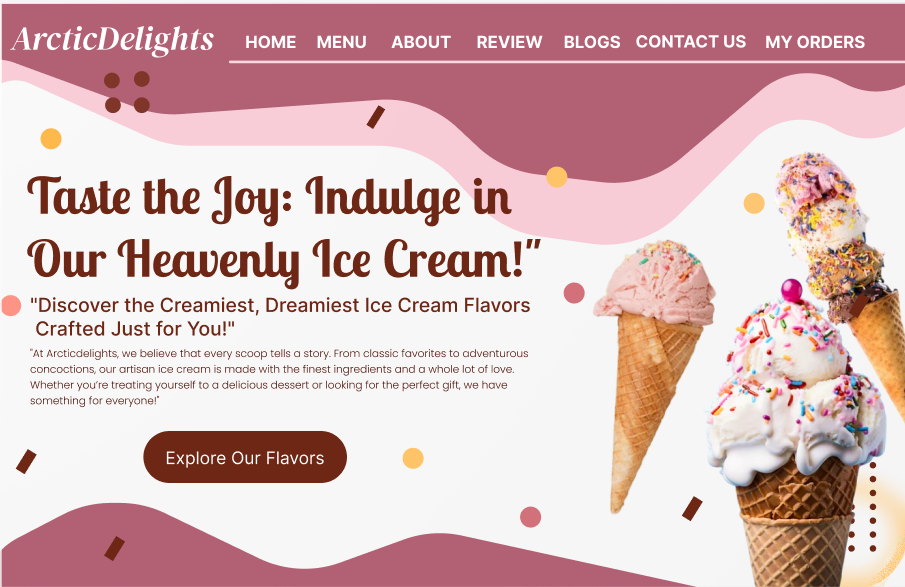 ArcticDelights
HOME MENU ABOUT REVIEW BLOGS CONTACT US MY ORDERS
Taste the Joy: Indulge in
Our Heavenly Ice Cream!"
"Discover the Creamiest, Dreamiest Ice Cream Flavors
Crafted Just for You!"
"At Arcticdelights, we believe that every scoop tells a story. From classic favorites to adventurous
concoctions, our artisan ice cream is made with the finest ingredients and a whole lot of love.
Whether you're treating yourself to a delicious dessert or looking for the perfect gift, we have
something for everyone!"
Explore Our Flavors